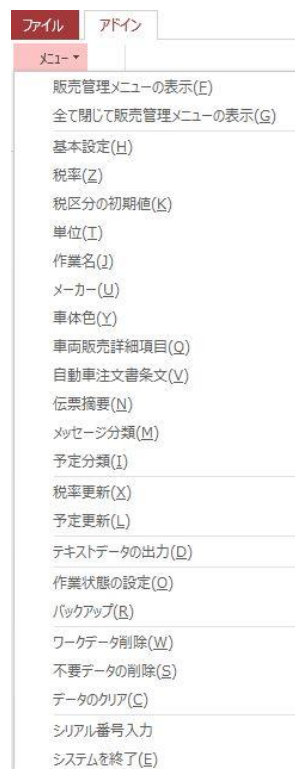 ファイル アドイン
メニュー
販売管理メニューの表示(F)
全て閉じて販売管理メニューの表示(G)
基本設定(H)
税率(Z)
税区分の初期値(K)
単位(T)
作業名(J)
メーカー(U)
車体色(Y)
車両販売詳細項目(Q)
自動車注文書条文(V)
伝票摘要(N)
メッセージ分類(M)
予定分類(I)
税率更新(X)
予定更新(L)
テキストデータの出力(D)
作業状態の設定(O)
バックアップ(R)
ワークデータ削除(W)
不要データの削除(S)
データのクリア(C)
シリアル番号入力
システムを終了(E)